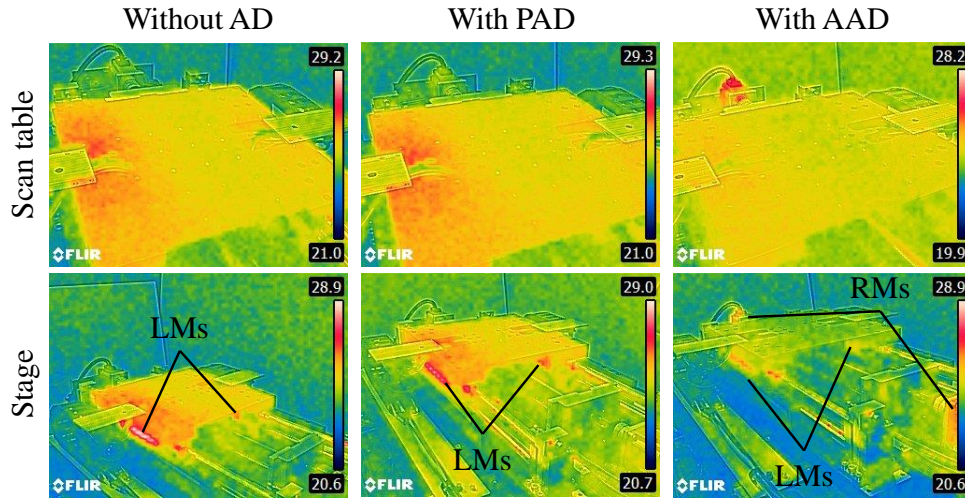 Without AD
With PAD
With AAD
Scan table
29.2
FLIR
21.0
29.3
FLIR
21.0
28.2
FLIR
19.9
Stage
28.9
LMs
FLIR
20.6
29.0
LMs
FLIR
20.7
28.9
RMs
LMs
FLIR
20.6